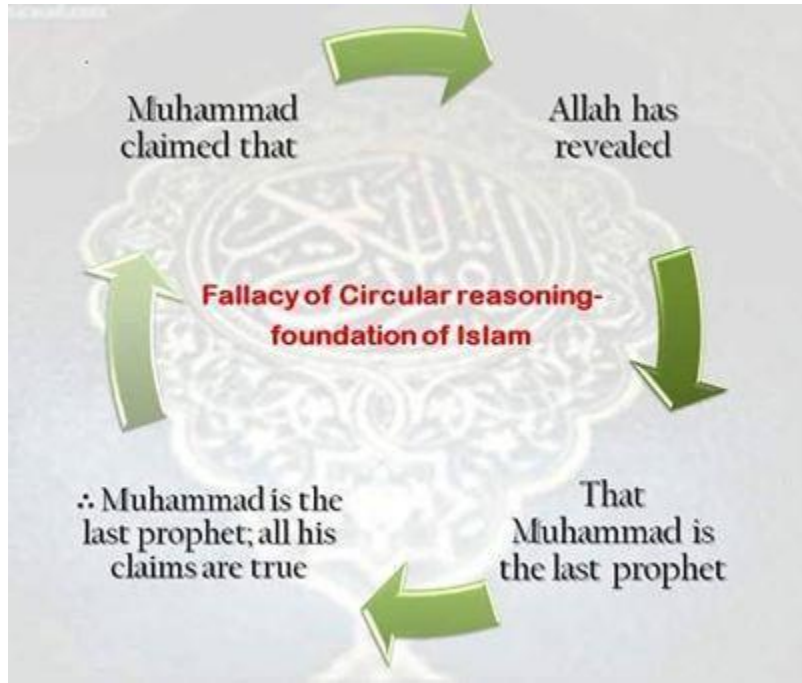 Muhammad
claimed that
Allah has
revealed
Fallacy of Circular reasoning-
foundation of Islam
That
Muhammad is
the last prophet
∴ Muhammad is the
last prophet; all his
claims are true